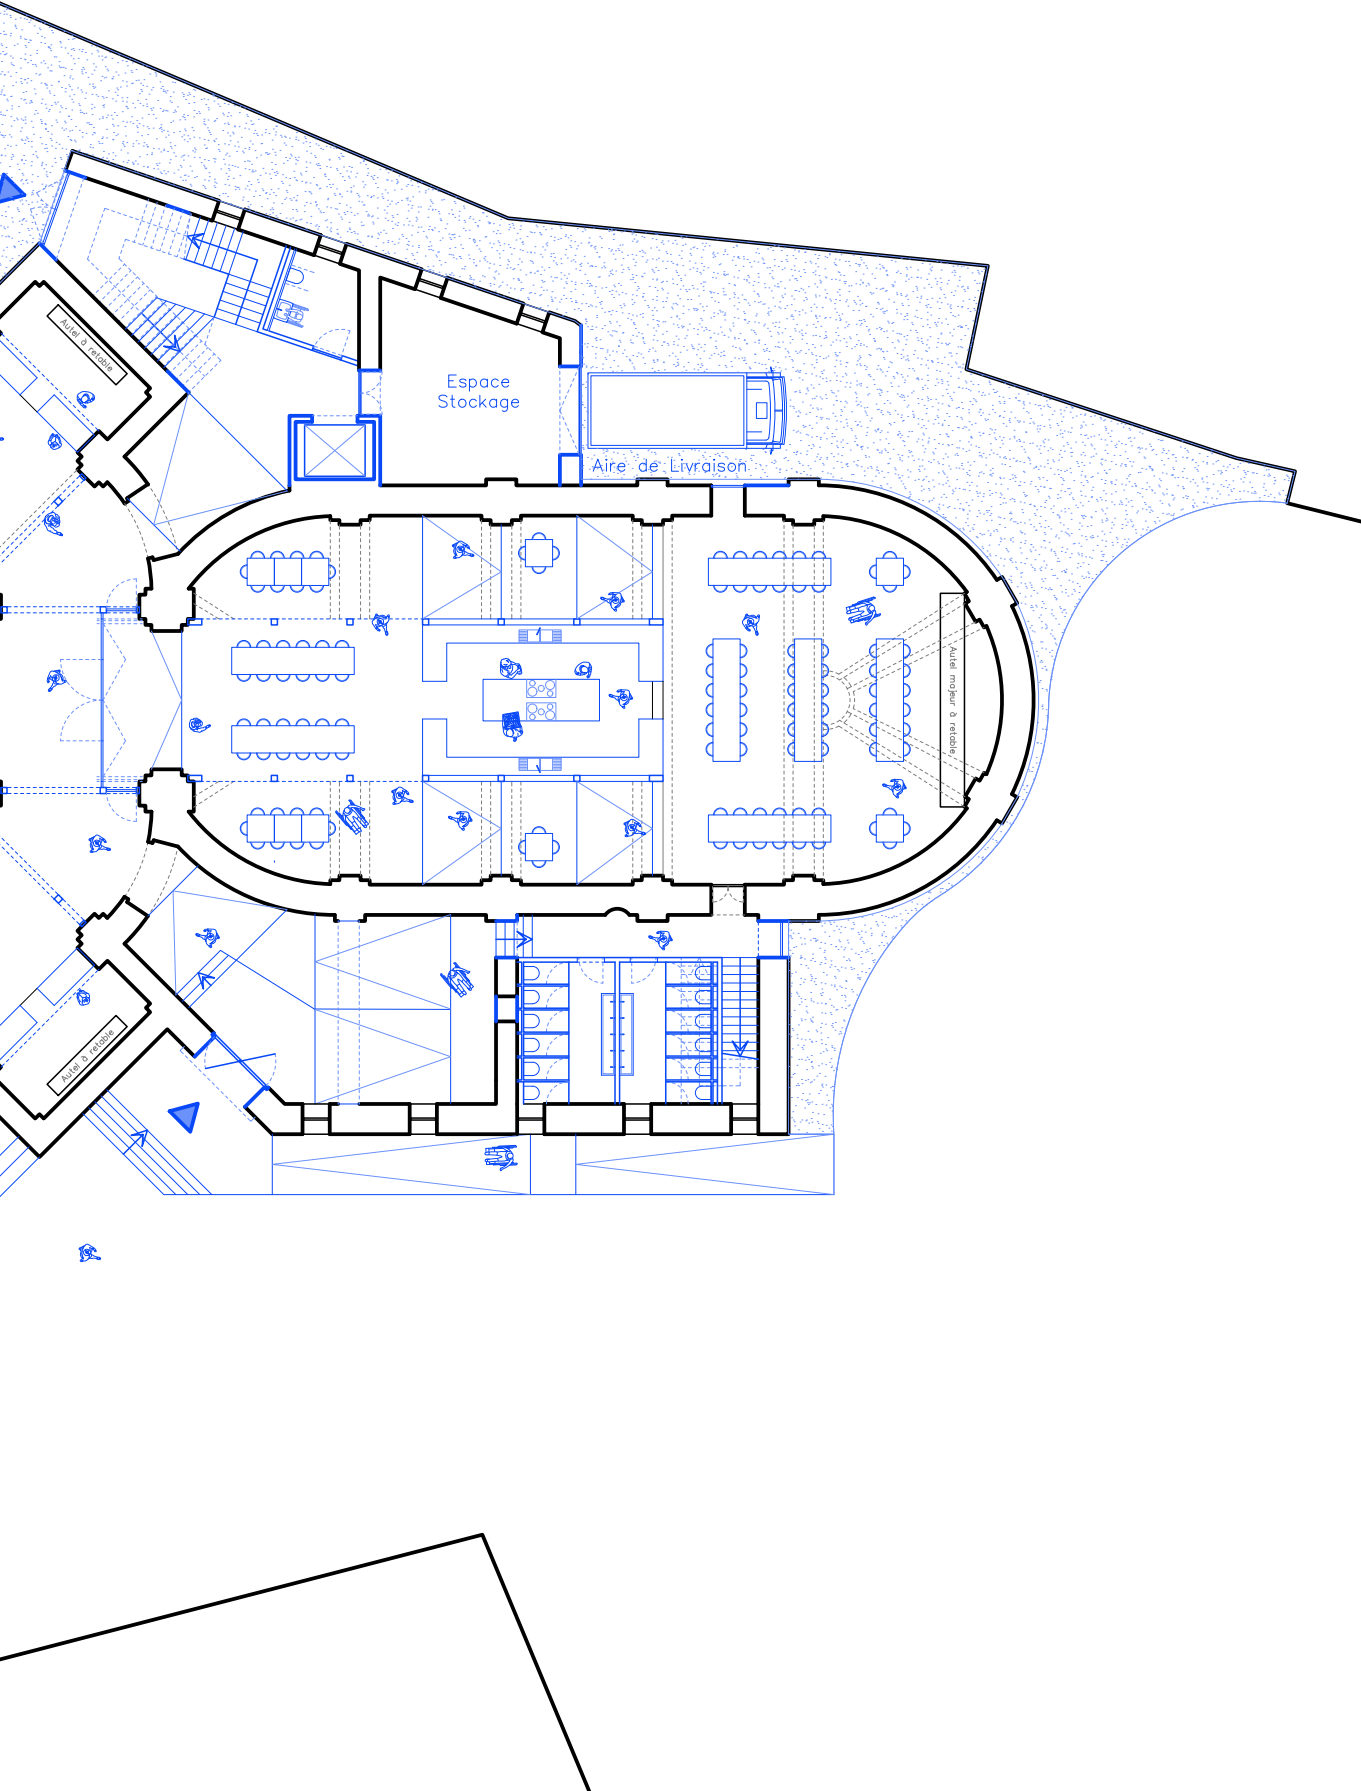 Autel à retable
Espace
Stockage
Aire de Livraison
Autel majeur à retable
Autel à retable